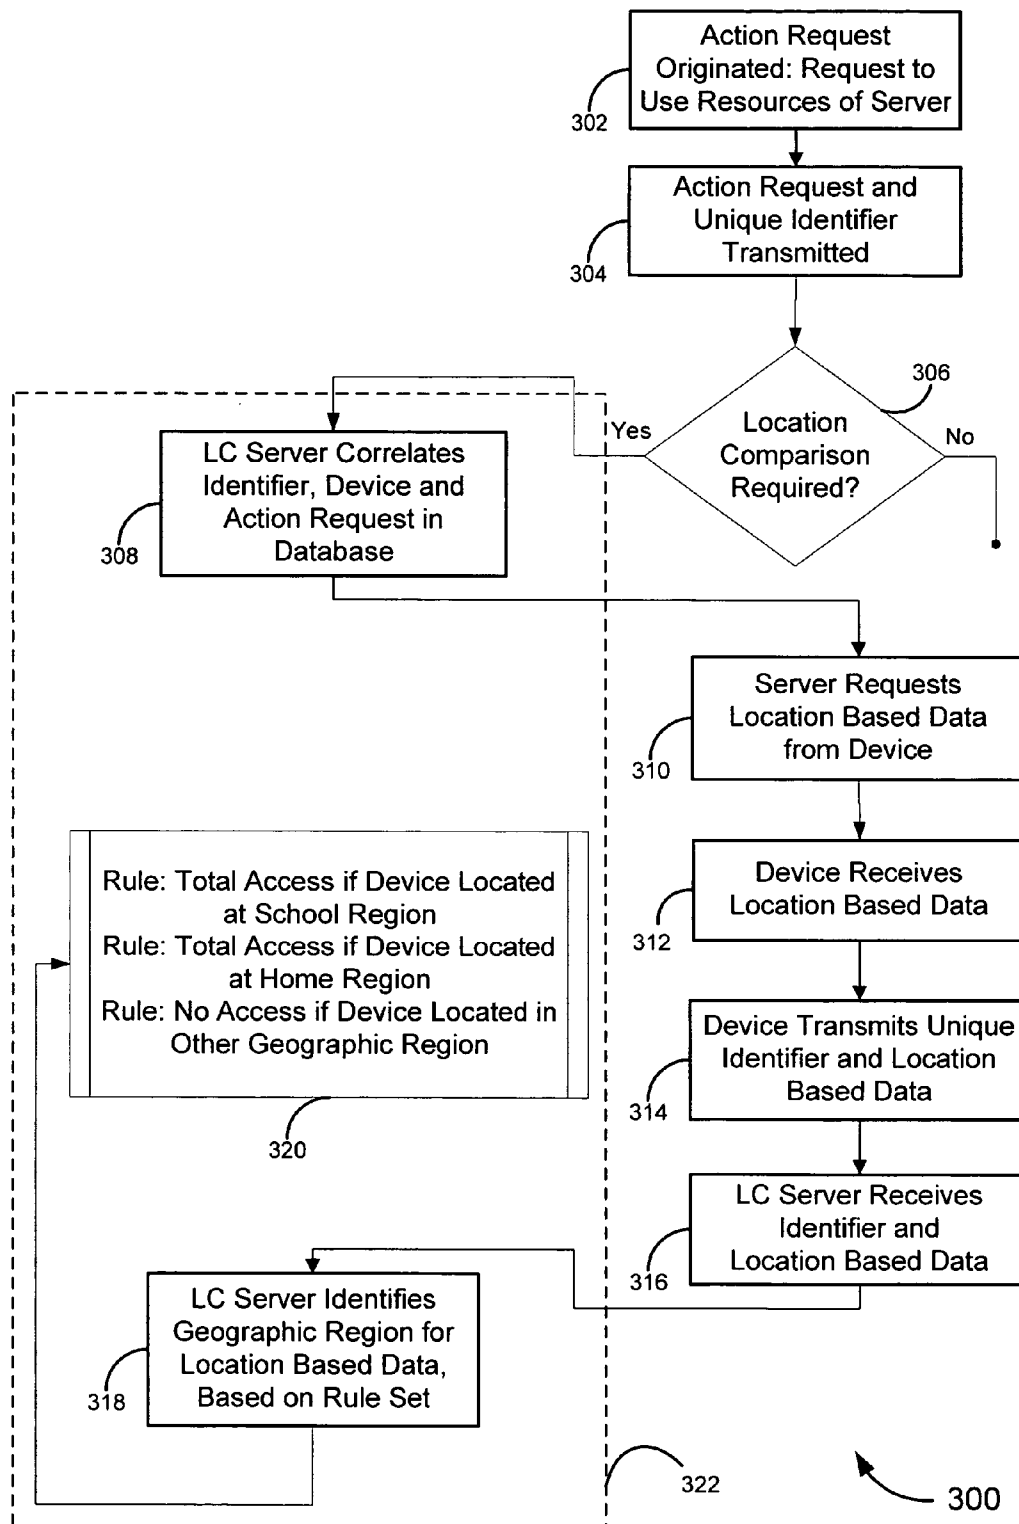 Action Request
Originated: Request to
Use Resources of Server
302
Action Request and
Unique Identifier
Transmitted
304
306
Location
Comparison
Required?
Yes
No
LC Server Correlates
Identifier, Device and
Action Request in
Database
308
Server Requests
Location Based Data
from Device
310
Device Receives
Location Based Data
312
Device Transmits Unique
Identifier and Location
Based Data
314
LC Server Receives
Identifier and
Location Based Data
316
LC Server Identifies
Geographic Region for
Location Based Data,
Based on Rule Set
318
Rule: Total Access if Device Located
at School Region
Rule: Total Access if Device Located
at Home Region
Rule: No Access if Device Located in
Other Geographic Region
320
322
300